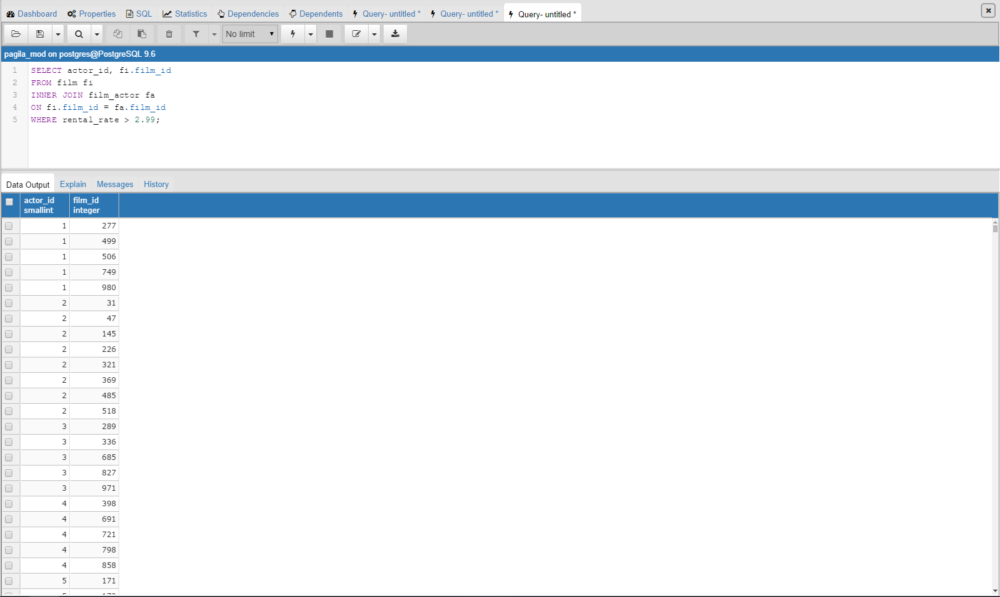 Dashboard Properties SQL Statistics Dependencies Dependents Query- untitled * Query- untitled * Query- untitled *
No limit
pagila_mod on postgres@PostgreSQL 9.6
1 SELECT actor_id, fi.film_id
2 FROM film fi
3 INNER JOIN film_actor fa
4 ON fi.film_id = fa.film_id
5 WHERE rental_rate > 2.99;
Data Output Explain Messages History
actor_id film_id
smallint integer
1 277
1 499
1 506
1 749
1 980
2 31
2 47
2 145
2 226
2 321
2 369
2 485
2 518
3 289
3 336
3 685
3 827
3 971
4 398
4 691
4 721
4 798
4 858
5 171